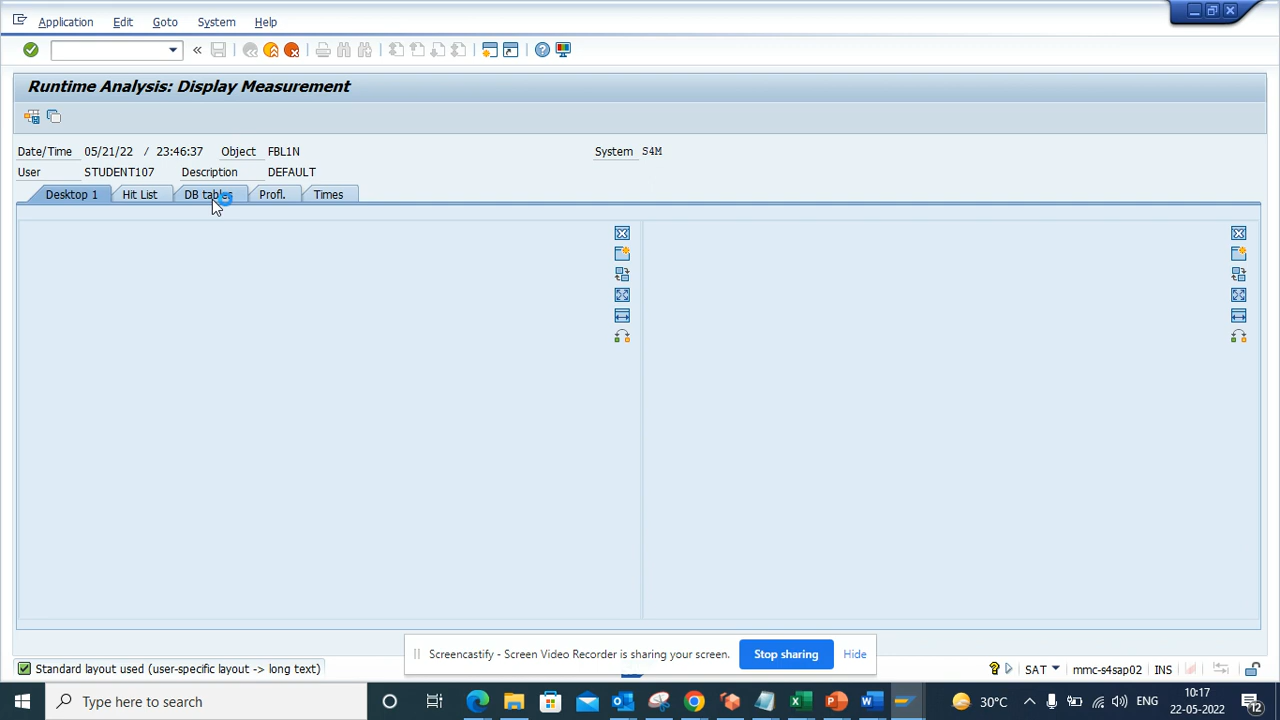 Application Edit Goto System Help
Runtime Analysis: Display Measurement
Date/Time 05/21/22 / 23:46:37 Object FBL1N System S4M
User STUDENT107 Description DEFAULT
Desktop 1 Hit List DB tables Profl. Times
Screencastify - Screen Video Recorder is sharing your screen. Stop sharing Hide
Standard layout used (user-specific layout -> long text) SAT mmc-s4sap02 INS
Type here to search 30°C ENG 10:17
22-05-2022 12